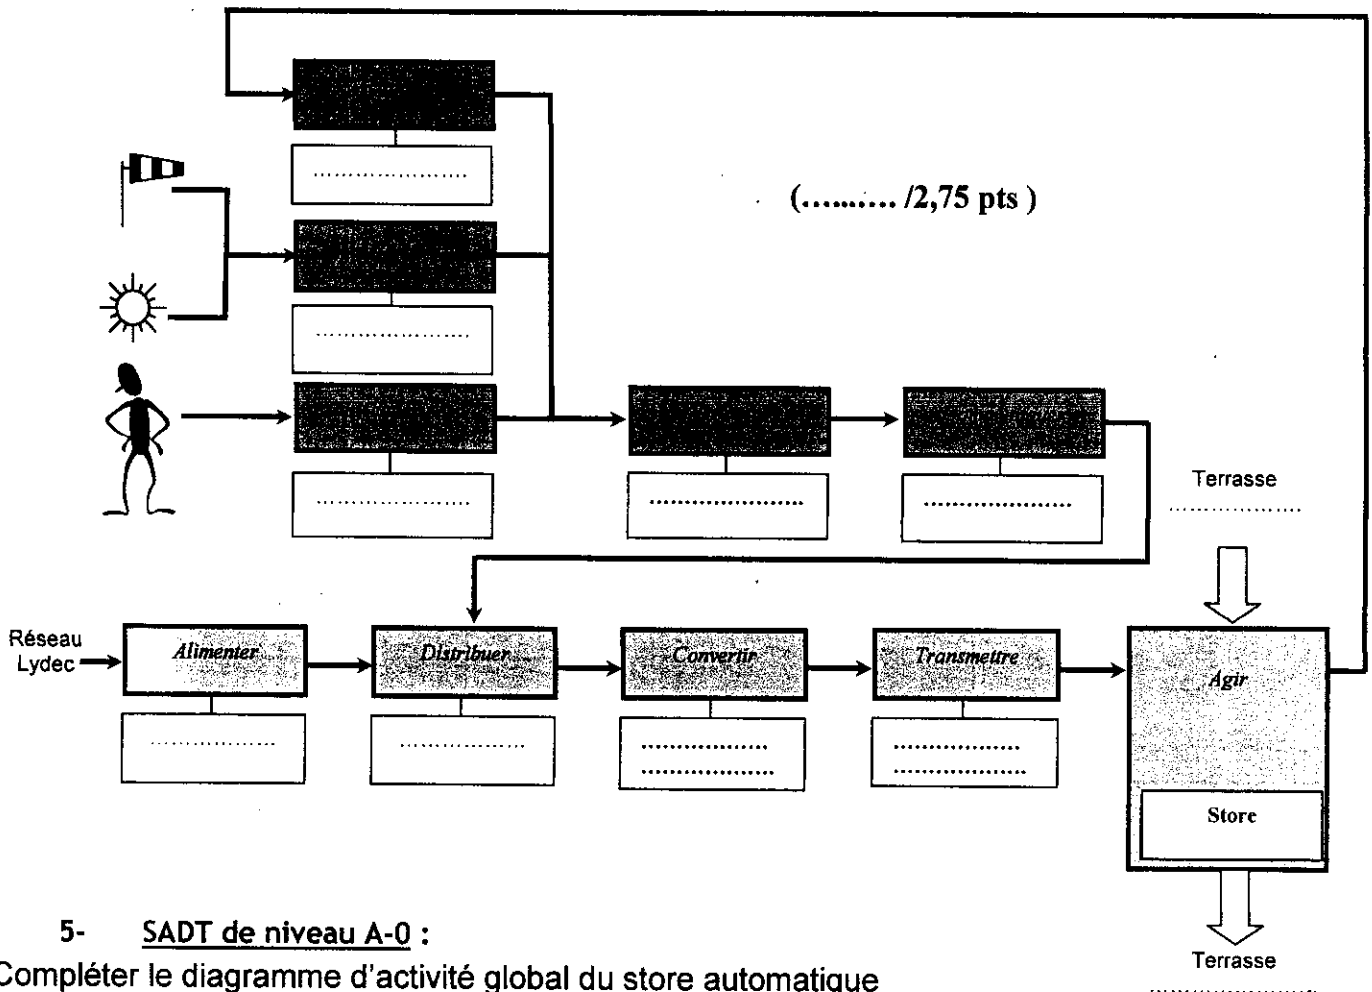 ....................
(......... /2,75 pts )
....................
....................
....................
....................
Terrasse
....................
Réseau
Lydec
Alimenter
Distribuer
Convertir
Transmettre
Agir
....................
....................
....................
....................
....................
....................
Store
5- SADT de niveau A-0 :
Compléter le diagramme d'activité global du store automatique
Terrasse
....................